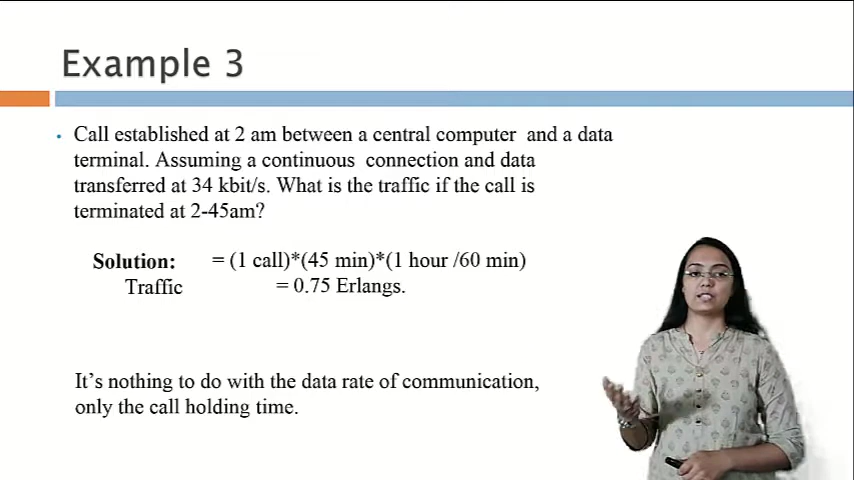 Example 3
• Call established at 2 am between a central computer and a data
terminal. Assuming a continuous connection and data
transferred at 34 kbit/s. What is the traffic if the call is
terminated at 2-45am?
Solution: = (1 call)*(45 min)*(1 hour /60 min)
Traffic = 0.75 Erlangs.
It’s nothing to do with the data rate of communication,
only the call holding time.